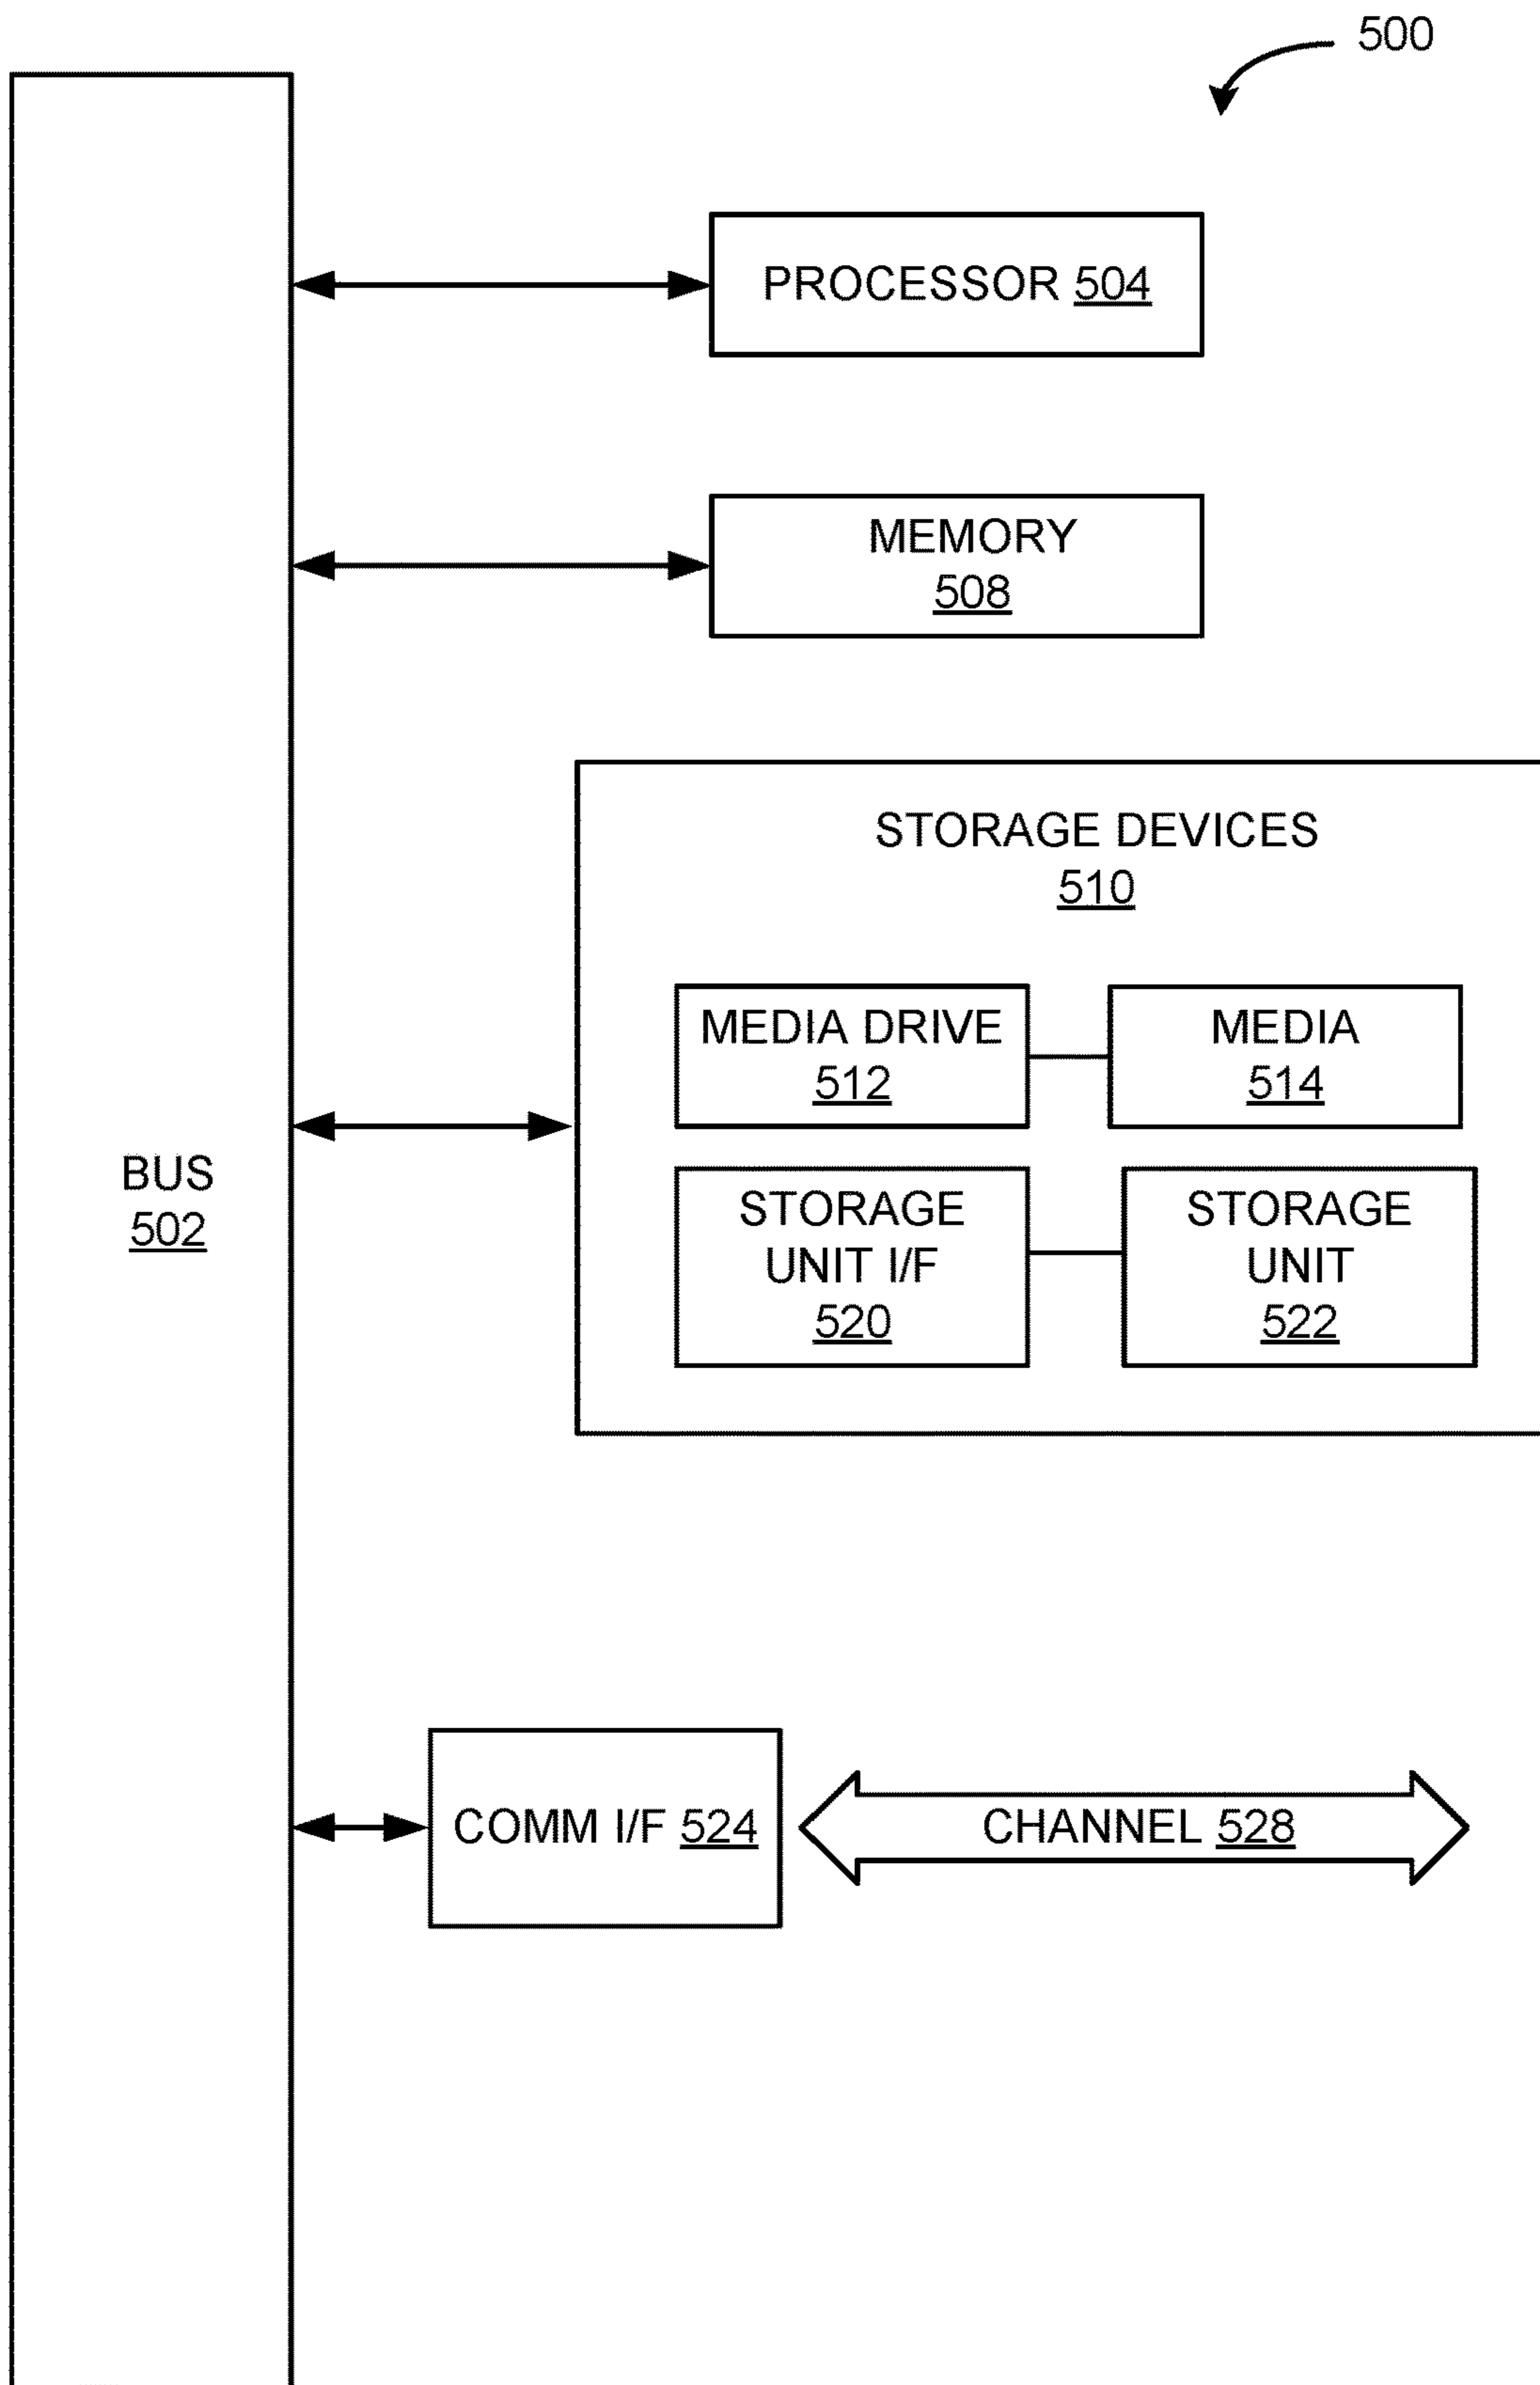 500
PROCESSOR 504
MEMORY
508
STORAGE DEVICES
510
MEDIA DRIVE
512
MEDIA
514
BUS
502
STORAGE
UNIT I/F
520
STORAGE
UNIT
522
COMM I/F 524
CHANNEL 528